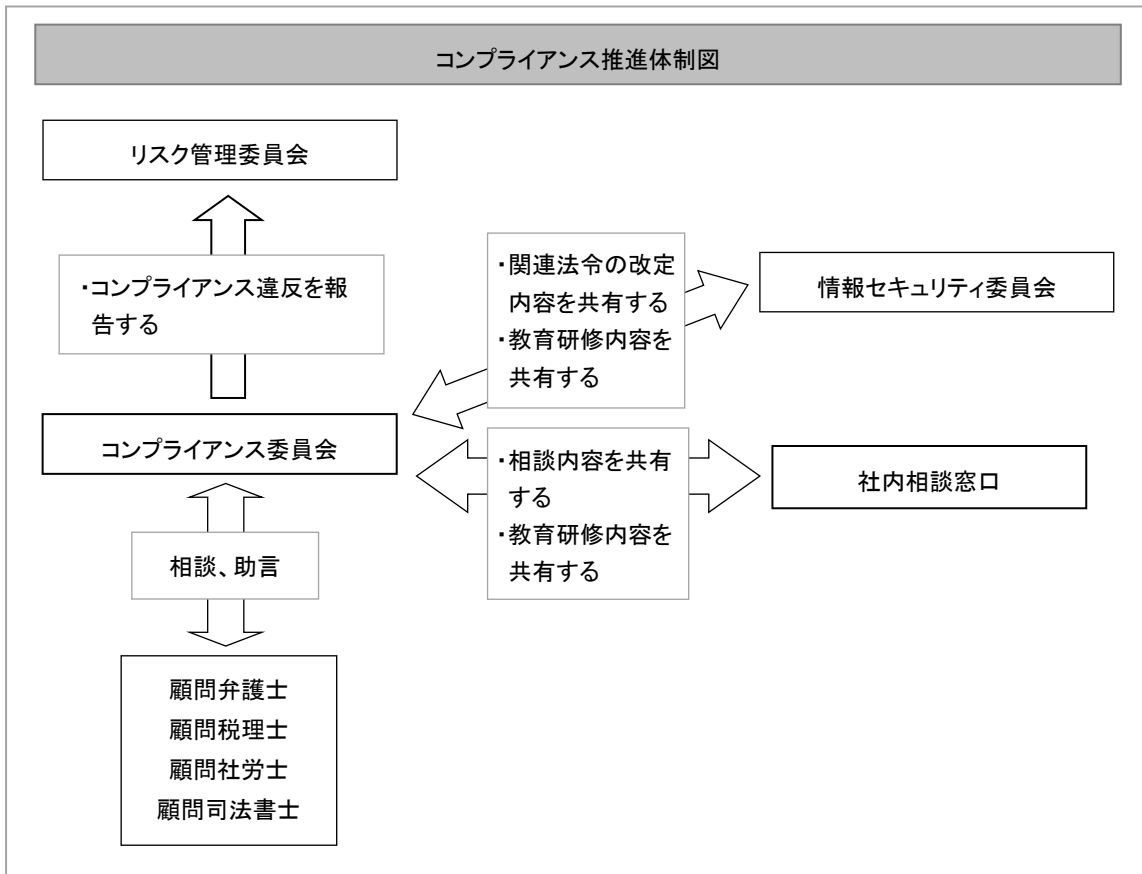 コンプライアンス推進体制図
リスク管理委員会
・コンプライアンス違反を報
告する
・関連法令の改定
内容を共有する
・教育研修内容を
共有する
情報セキュリティ委員会
コンプライアンス委員会
・相談内容を共有
する
・教育研修内容を
共有する
社内相談窓口
相談、助言
顧問弁護士
顧問税理士
顧問社労士
顧問司法書士